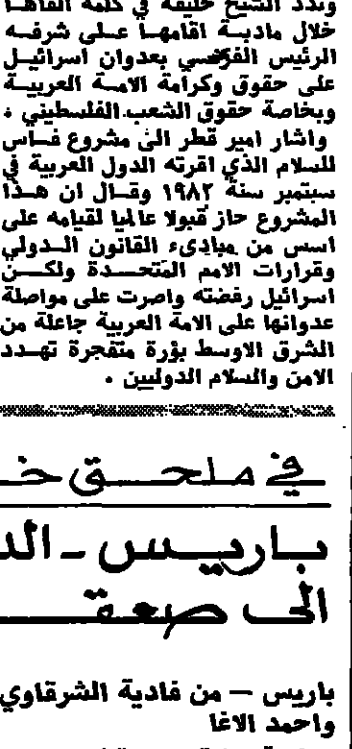 وندد الشيخ خليفة في كلمة القاها
خلال مادبة اقامها على شرفه
الرئيس الفرنسي بعدوان اسرائيل
على حقوق وكرامة الامة العربية
وبخاصة حقوق الشعب الفلسطيني .
واشار امير قطر الى مشروع فاس
للسلام الذي اقرته الدول العربية في
سبتمبر سنة ١٩٨٢ وقال ان هذا
المشروع حاز قبولا عالميا لقيامه على
اسس من مبادىء القانون الدولي
وقرارات الامم المتحدة ولكن
اسرائيل رفضته واصرت على مواصلة
عدوانها على الامة العربية جاعلة من
الشرق الاوسط بؤرة متفجرة تهدد
الامن والسلام الدوليين .
في ملحق خ
باريس - الد
الى صعق
باريس — من فادية الشرقاوي
واحمد الاغا